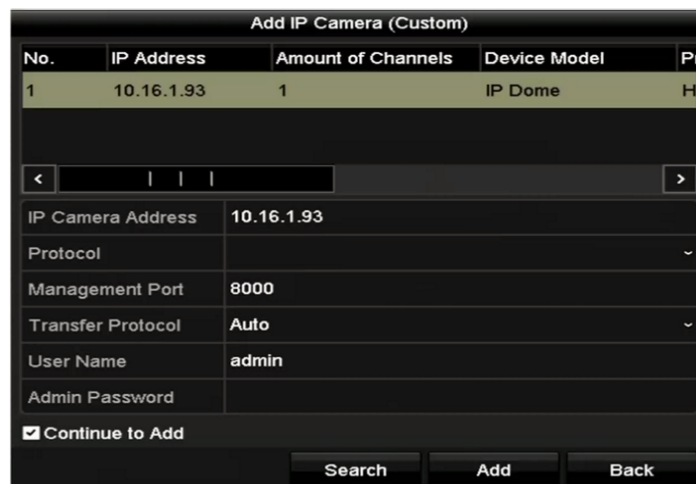 Add IP Camera (Custom)
No. IP Address Amount of Channels Device Model P
1 10.16.1.93 1 IP Dome H
IP Camera Address 10.16.1.93
Protocol
Management Port 8000
Transfer Protocol Auto
User Name admin
Admin Password
Continue to Add
Search Add Back